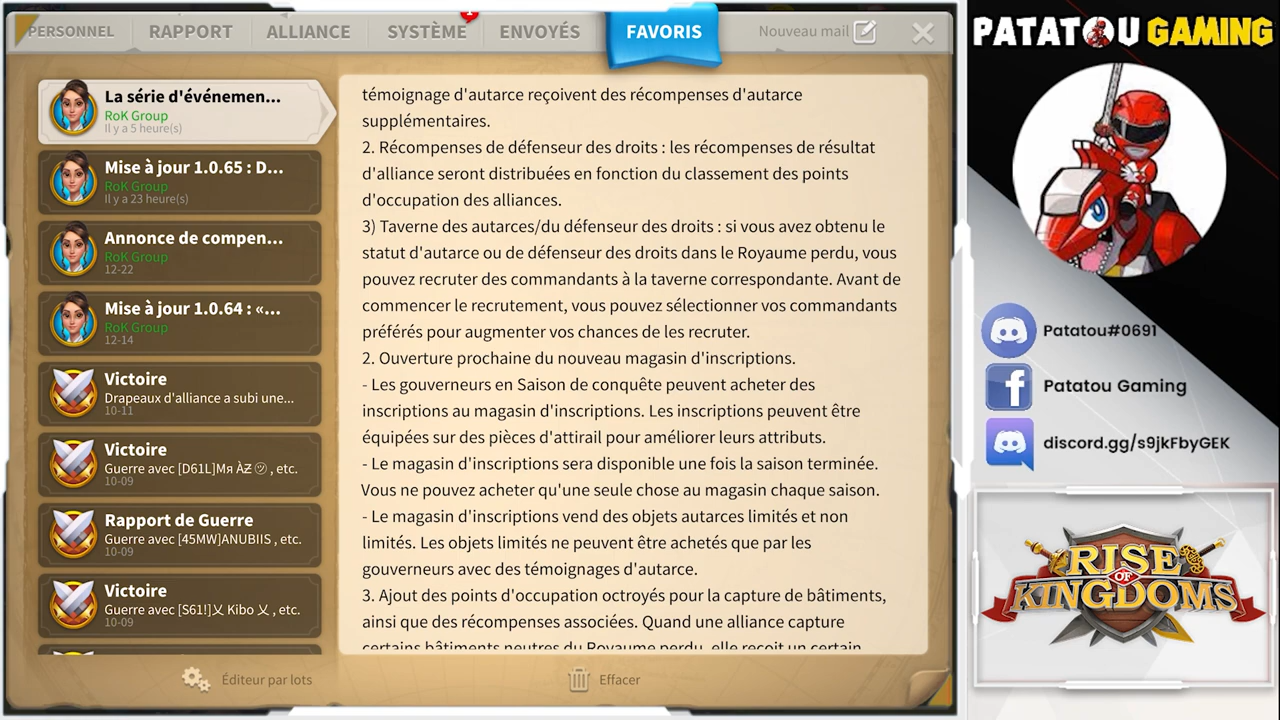 PERSONNEL
RAPPORT
ALLIANCE
SYSTÈME
ENVOYÉS
FAVORIS
Nouveau mail
La série d'événemen...
RoK Group
Il y a 5 heure(s)
Mise à jour 1.0.65 : D...
RoK Group
Il y a 23 heure(s)
Annonce de compen...
RoK Group
12-22
Mise à jour 1.0.64 : «...
RoK Group
12-14
Victoire
Drapeaux d'alliance a subi une...
10-11
Victoire
Guerre avec [D61L]Mя ÀƵ ㋡ , etc.
10-09
Rapport de Guerre
Guerre avec [45MW]ANUBIIS , etc.
10-09
Victoire
Guerre avec [S61!]乂 Kibo 乂 , etc.
10-09
témoignage d'autarce reçoivent des récompenses d'autarce
supplémentaires.
2. Récompenses de défenseur des droits : les récompenses de résultat
d'alliance seront distribuées en fonction du classement des points
d'occupation des alliances.
3) Taverne des autarces/du défenseur des droits : si vous avez obtenu le
statut d'autarce ou de défenseur des droits dans le Royaume perdu, vous
pouvez recruter des commandants à la taverne correspondante. Avant de
commencer le recrutement, vous pouvez sélectionner vos commandants
préférés pour augmenter vos chances de les recruter.
2. Ouverture prochaine du nouveau magasin d'inscriptions.
- Les gouverneurs en Saison de conquête peuvent acheter des
inscriptions au magasin d'inscriptions. Les inscriptions peuvent être
équipées sur des pièces d'attirail pour améliorer leurs attributs.
- Le magasin d'inscriptions sera disponible une fois la saison terminée.
Vous ne pouvez acheter qu'une seule chose au magasin chaque saison.
- Le magasin d'inscriptions vend des objets autarces limités et non
limités. Les objets limités ne peuvent être achetés que par les
gouverneurs avec des témoignages d'autarce.
3. Ajout des points d'occupation octroyés pour la capture de bâtiments,
ainsi que des récompenses associées. Quand une alliance capture
certains bâtiments neutres du Royaume perdu, elle reçoit un certain
Éditeur par lots
Effacer
PATATOU GAMING
Patatou#0691
Patatou Gaming
discord.gg/s9jkFbyGEK
RISE
OF
KINGDOMS